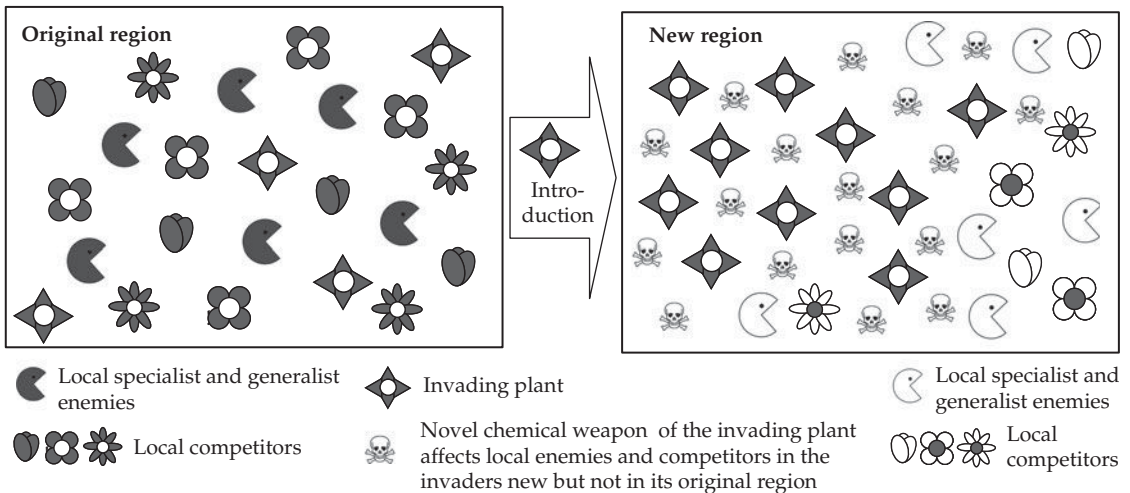 Original region
New region
Intro-
duction
Local specialist and generalist
enemies
Invading plant
Local specialist and
generalist enemies
Local competitors
Novel chemical weapon of the invading plant
affects local enemies and competitors in the
invaders new but not in its original region
Local
competitors